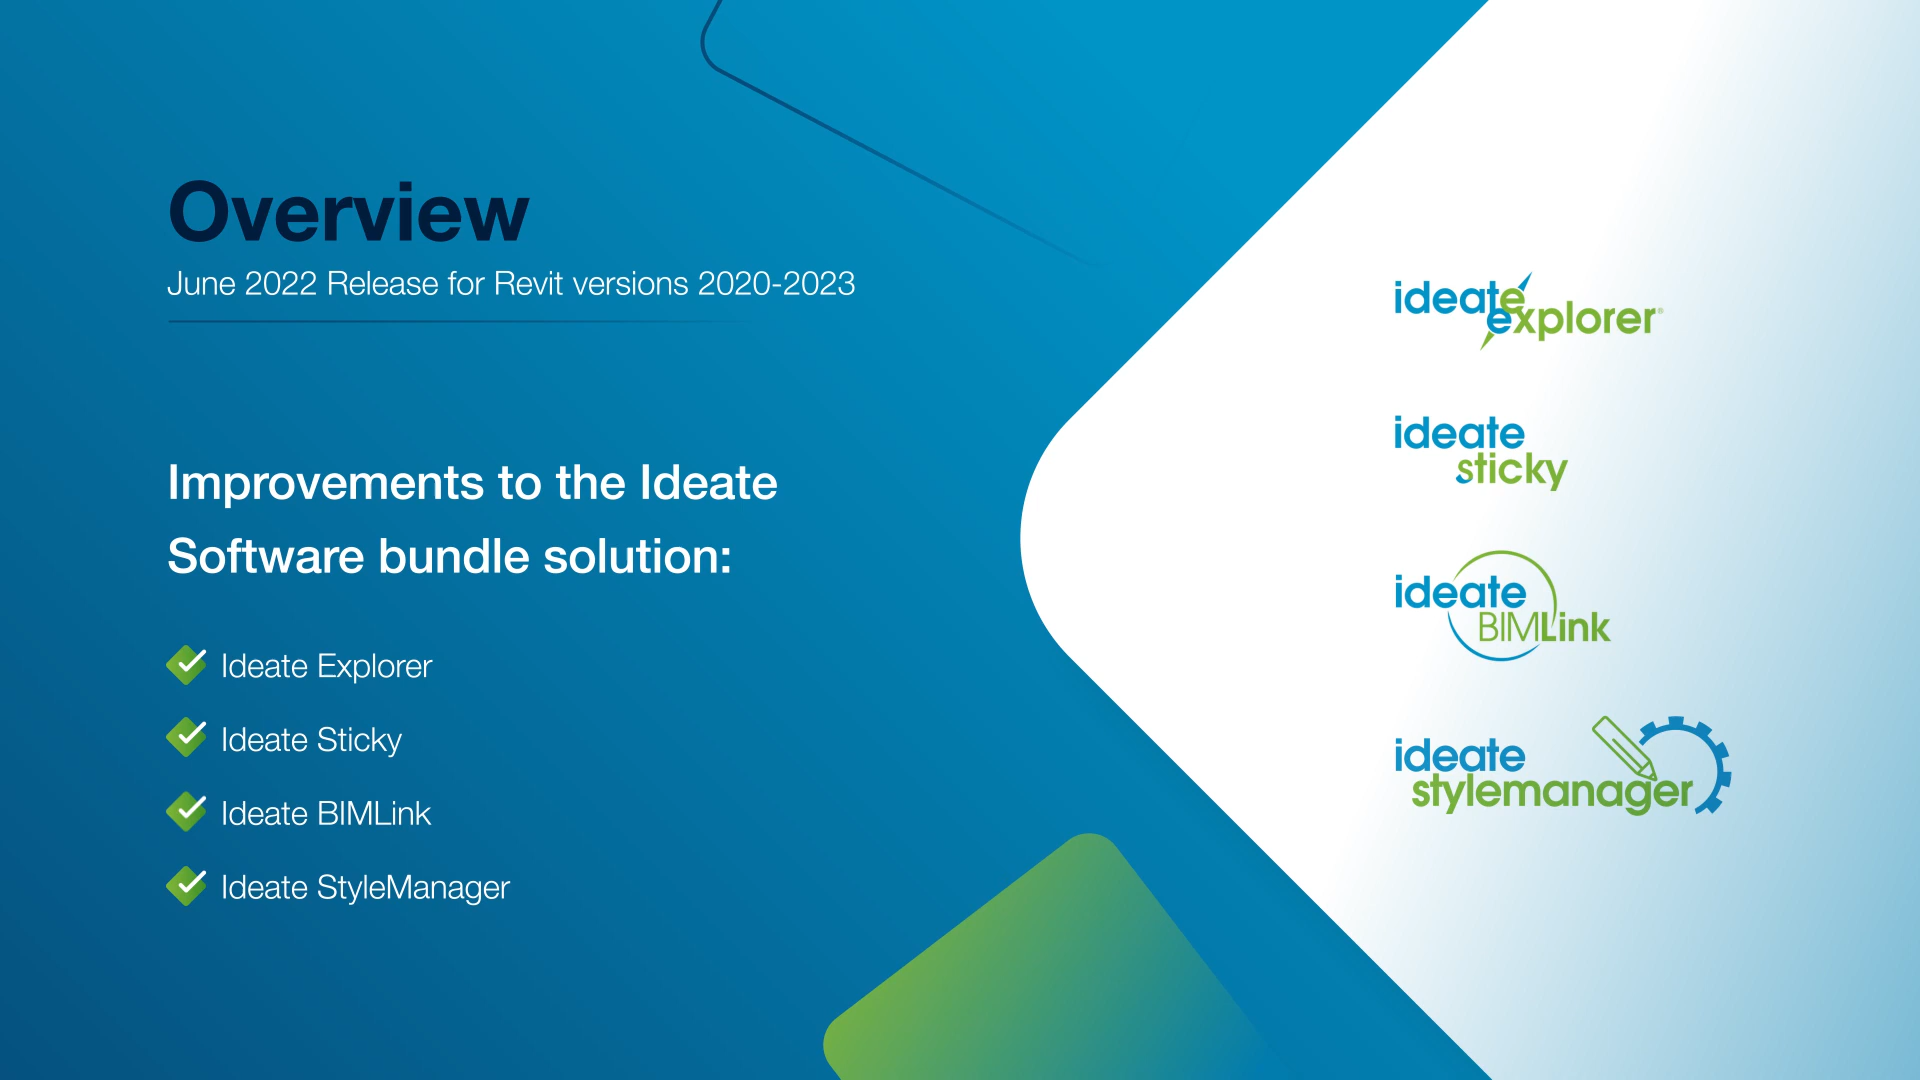 Overview
June 2022 Release for Revit versions 2020-2023
Improvements to the Ideate
Software bundle solution:
Ideate Explorer
Ideate Sticky
Ideate BIMLink
Ideate StyleManager
ideate
explorer®
ideate
sticky
ideate
BIMLink
ideate
stylemanager